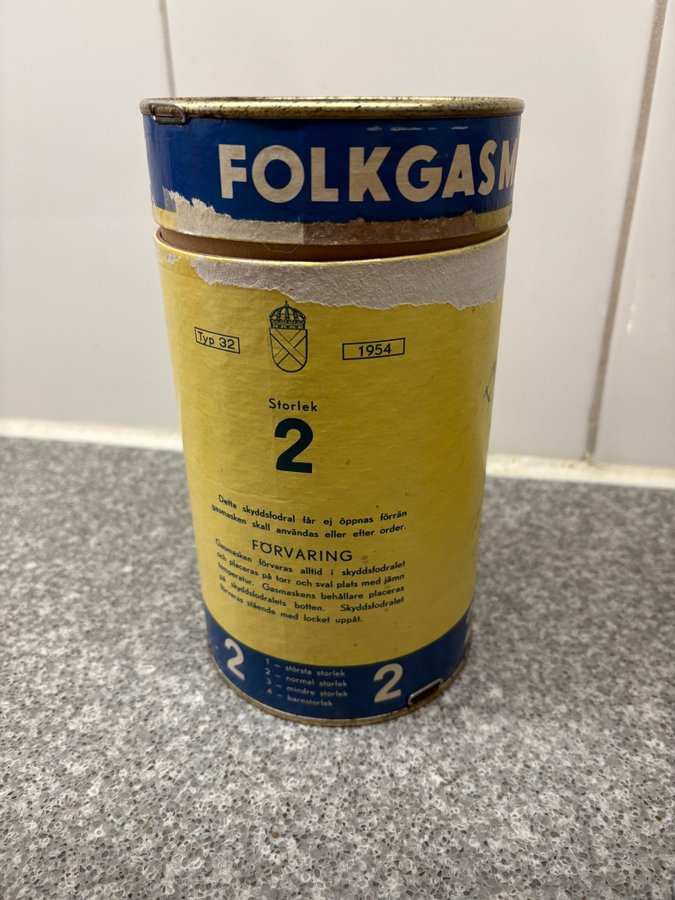 FOLKGASM
Typ 32
1954
Storlek
2
Detta skyddsfodral får ej öppnas förrän
gasmasken skall användas eller efter order.
FÖRVARING
Gasmasken förvaras alltid i skyddsfodralet
och placeras på torr och sval plats med jämn
temperatur. Gasmaskens behållare placeras
på skyddsfodralets botten. Skyddsfodralet
förvaras stående med locket uppåt.
2
1 – största storlek
2 – normal storlek
3 – mindre storlek
4 – barnstorlek
2